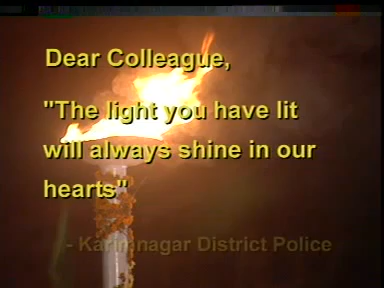 Dear Colleague,
"The light you have lit
will always shine in our
hearts"
- Karimnagar District Police